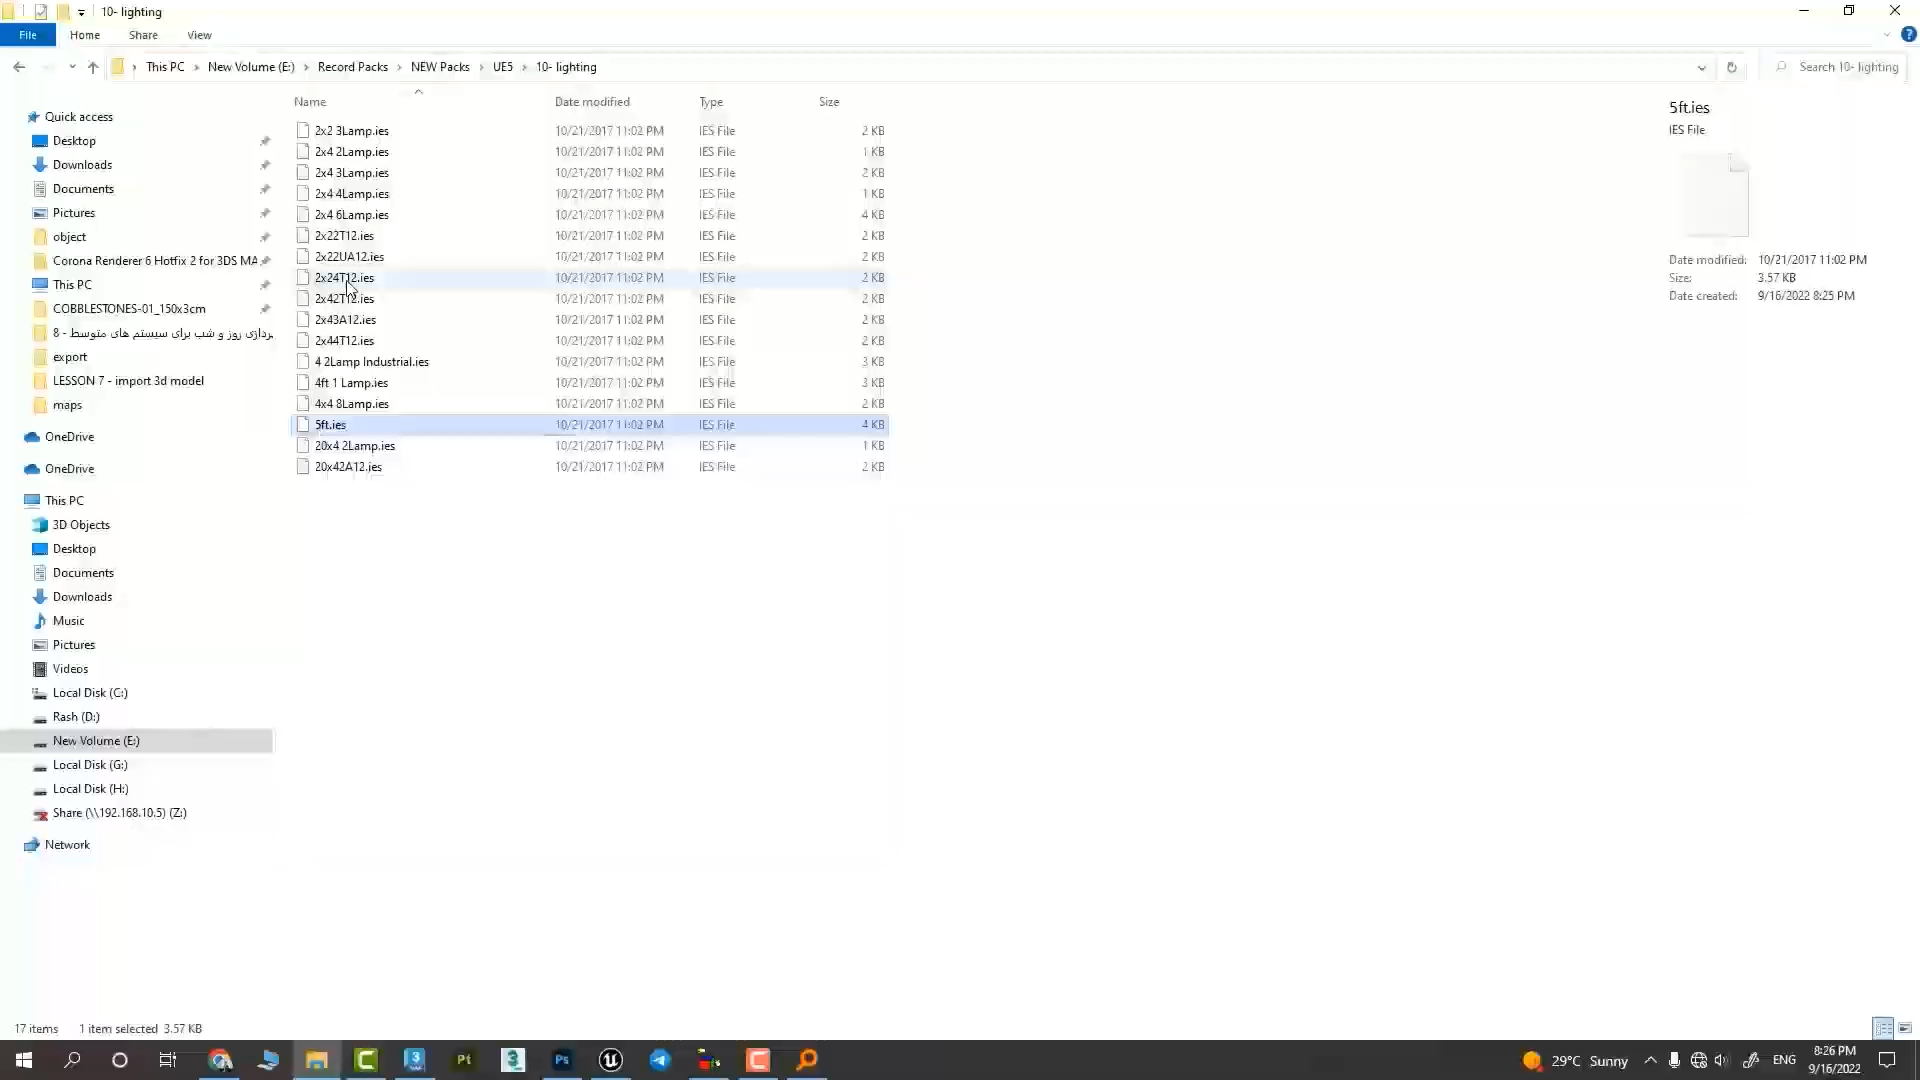 10- lighting
File Home Share View
This PC New Volume (E:) Record Packs NEW Packs UE5 10- lighting
Search 10- lighting
Quick access
Desktop
Downloads
Documents
Pictures
object
Corona Renderer 6 Hotfix 2 for 3DS MA
This PC
COBBLESTONES-01_150x3cm
8 - پردازی روز و شب برای سیستم های متوسط
export
LESSON 7 - import 3d model
maps
OneDrive
OneDrive
This PC
3D Objects
Desktop
Documents
Downloads
Music
Pictures
Videos
Local Disk (C:)
Rash (D:)
New Volume (E:)
Local Disk (G:)
Local Disk (H:)
Share (\\192.168.10.5) (Z:)
Network
Name Date modified Type Size
2x2 3Lamp.ies 10/21/2017 11:02 PM IES File 2 KB
2x4 2Lamp.ies 10/21/2017 11:02 PM IES File 1 KB
2x4 3Lamp.ies 10/21/2017 11:02 PM IES File 2 KB
2x4 4Lamp.ies 10/21/2017 11:02 PM IES File 1 KB
2x4 6Lamp.ies 10/21/2017 11:02 PM IES File 4 KB
2x22T12.ies 10/21/2017 11:02 PM IES File 2 KB
2x22UA12.ies 10/21/2017 11:02 PM IES File 2 KB
2x24T12.ies 10/21/2017 11:02 PM IES File 2 KB
2x42T12.ies 10/21/2017 11:02 PM IES File 2 KB
2x43A12.ies 10/21/2017 11:02 PM IES File 2 KB
2x44T12.ies 10/21/2017 11:02 PM IES File 2 KB
4 2Lamp Industrial.ies 10/21/2017 11:02 PM IES File 3 KB
4ft 1 Lamp.ies 10/21/2017 11:02 PM IES File 3 KB
4x4 8Lamp.ies 10/21/2017 11:02 PM IES File 2 KB
5ft.ies 10/21/2017 11:02 PM IES File 4 KB
20x4 2Lamp.ies 10/21/2017 11:02 PM IES File 1 KB
20x42A12.ies 10/21/2017 11:02 PM IES File 2 KB
5ft.ies
IES File
Date modified: 10/21/2017 11:02 PM
Size: 3.57 KB
Date created: 9/16/2022 8:25 PM
17 items 1 item selected 3.57 KB
Pt
Ps
29°C Sunny
ENG
8:26 PM
9/16/2022